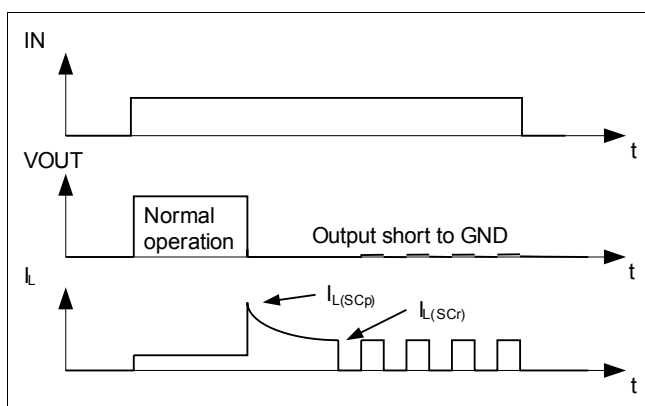 IN
t
VOUT
Normal
operation
Output short to GND
t
IL
IL(SCp)
IL(SCr)
t